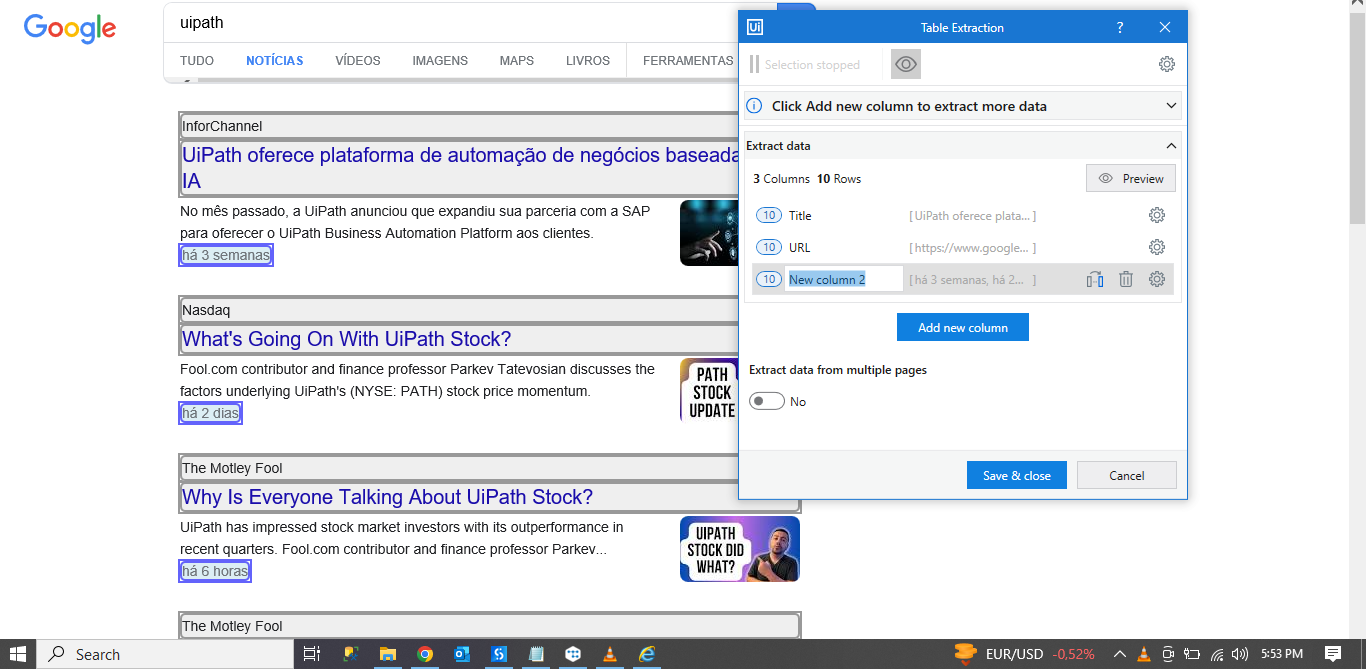 Google
uipath
TUDO
NOTÍCIAS
VÍDEOS
IMAGENS
MAPS
LIVROS
FERRAMENTAS
InforChannel
UiPath oferece plataforma de automação de negócios baseada
IA
No mês passado, a UiPath anunciou que expandiu sua parceria com a SAP
para oferecer o UiPath Business Automation Platform aos clientes.
há 3 semanas
Nasdaq
What's Going On With UiPath Stock?
Fool.com contributor and finance professor Parkev Tatevosian discusses the
factors underlying UiPath's (NYSE: PATH) stock price momentum.
há 2 dias
PATH
STOCK
UPDATE
The Motley Fool
Why Is Everyone Talking About UiPath Stock?
UiPath has impressed stock market investors with its outperformance in
recent quarters. Fool.com contributor and finance professor Parkev...
há 6 horas
UIPATH
STOCK DID
WHAT?
The Motley Fool
Ui
Table Extraction
?
Selection stopped
Click Add new column to extract more data
Extract data
3 Columns 10 Rows
Preview
10 Title [ UiPath oferece plata... ]
10 URL [ https://www.google... ]
10 New column 2 [ há 3 semanas, há 2... ]
Add new column
Extract data from multiple pages
No
Save & close
Cancel
Search
EUR/USD -0,52%
5:53 PM